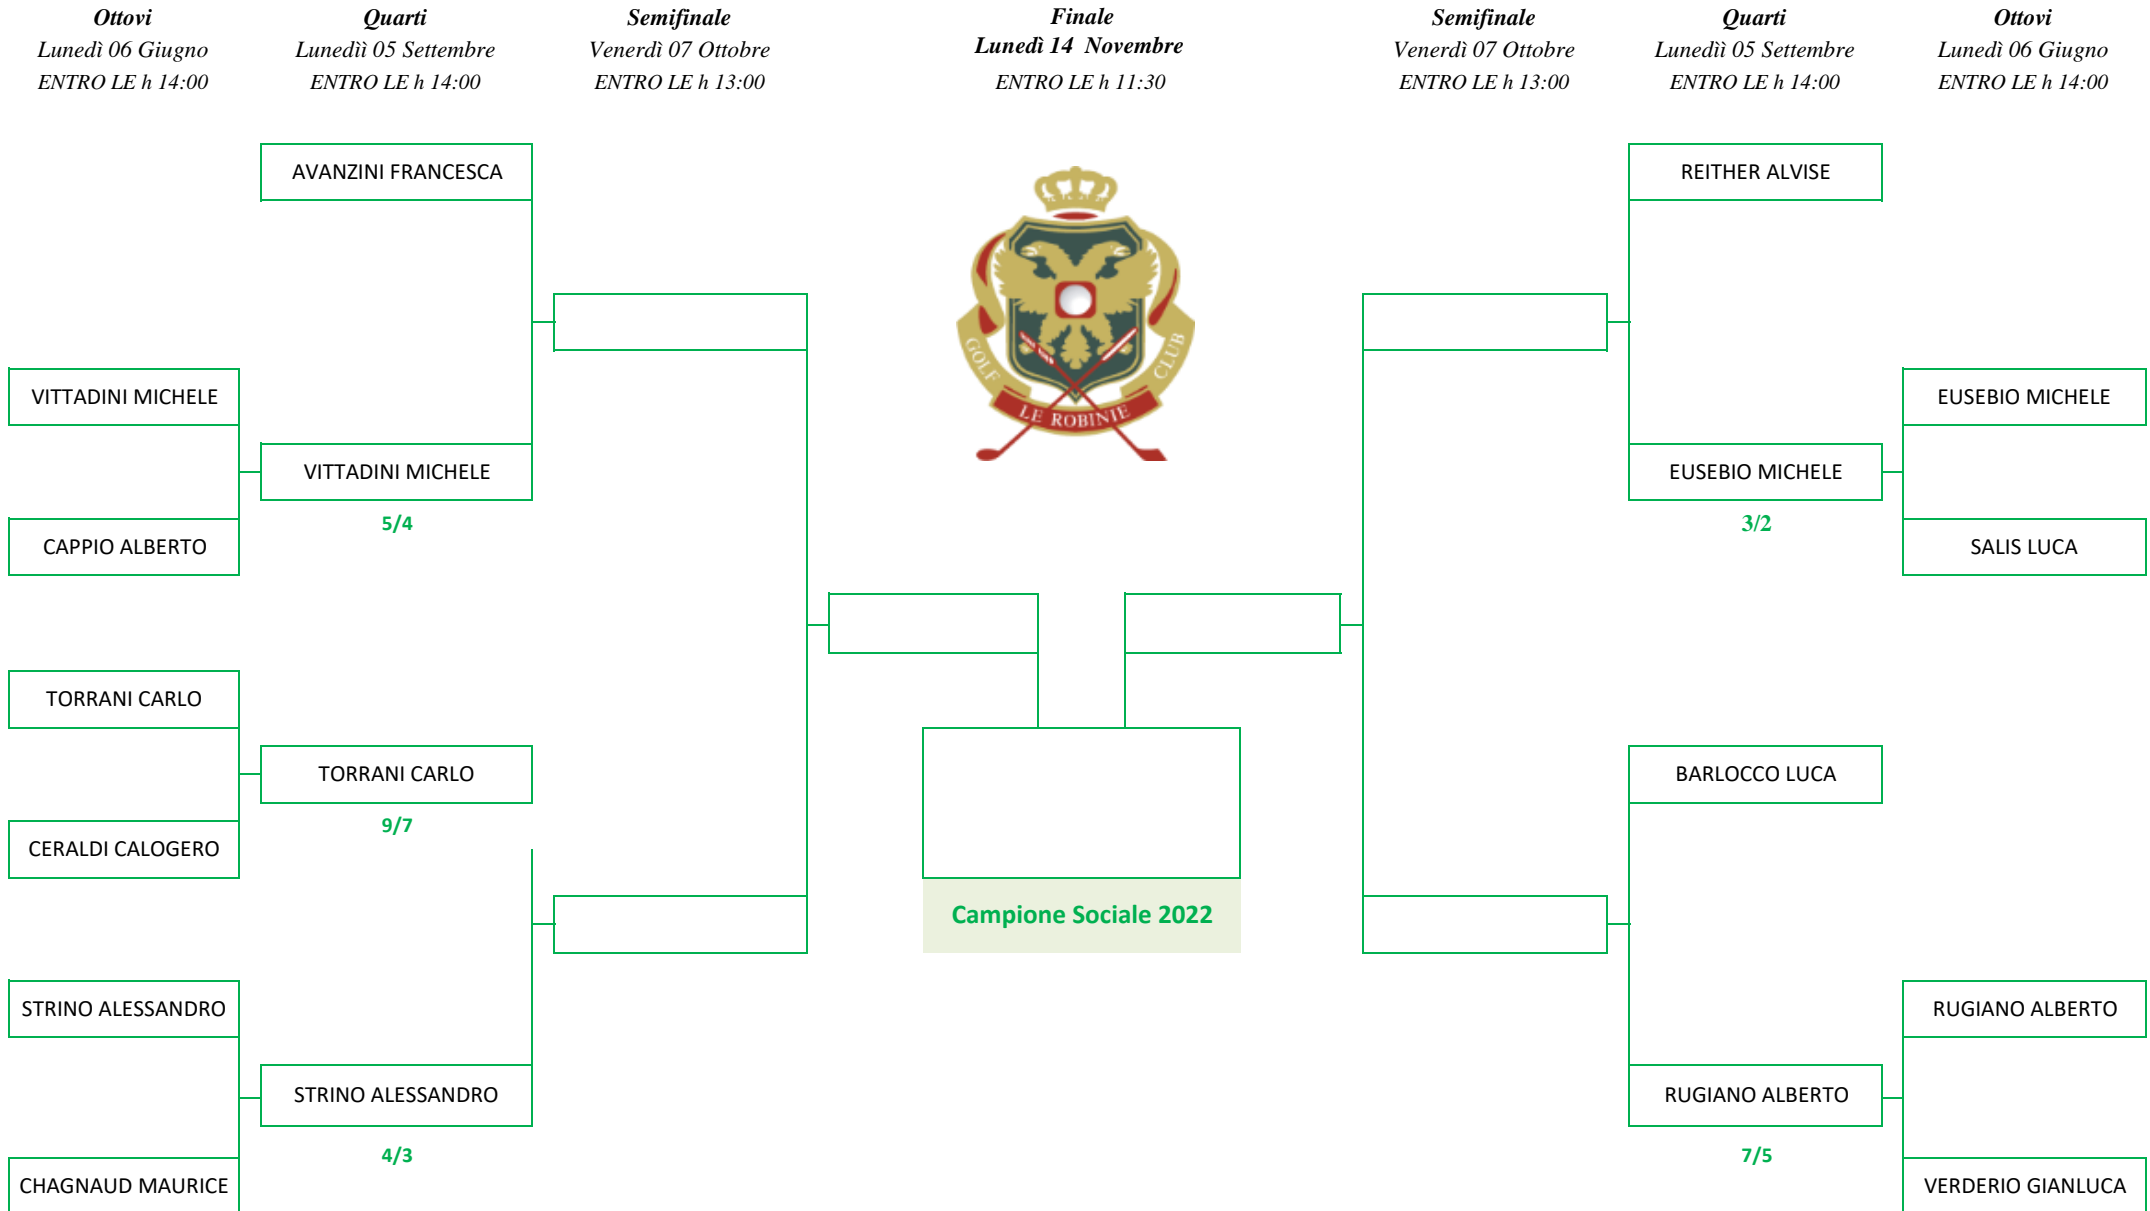 Ottovi
Lunedì 06 Giugno
ENTRO LE h 14:00
Quarti
Lunedìì 05 Settembre
ENTRO LE h 14:00
Semifinale
Venerdì 07 Ottobre
ENTRO LE h 13:00
Finale
Lunedì 14 Novembre
ENTRO LE h 11:30
Semifinale
Venerdì 07 Ottobre
ENTRO LE h 13:00
Quarti
Lunedìì 05 Settembre
ENTRO LE h 14:00
Ottovi
Lunedì 06 Giugno
ENTRO LE h 14:00
AVANZINI FRANCESCA
VITTADINI MICHELE
VITTADINI MICHELE
5/4
CAPPIO ALBERTO
TORRANI CARLO
TORRANI CARLO
9/7
CERALDI CALOGERO
STRINO ALESSANDRO
STRINO ALESSANDRO
4/3
CHAGNAUD MAURICE
GOLF CLUB
LE ROBINIE
Campione Sociale 2022
REITHER ALVISE
EUSEBIO MICHELE
EUSEBIO MICHELE
3/2
SALIS LUCA
BARLOCCO LUCA
RUGIANO ALBERTO
RUGIANO ALBERTO
7/5
VERDERIO GIANLUCA